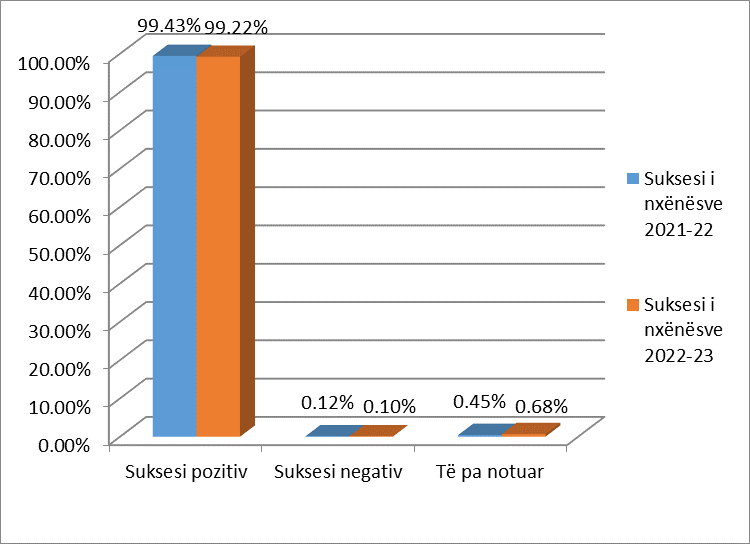 99.43% 99.22%
100.00%
90.00%
80.00%
70.00%
60.00%
50.00%
40.00%
30.00%
20.00%
10.00%
0.00%
0.12% 0.10%
0.45% 0.68%
Suksesi pozitiv
Suksesi negativ
Të pa notuar
Suksesi i
nxënësve
2021-22
Suksesi i
nxënësve
2022-23